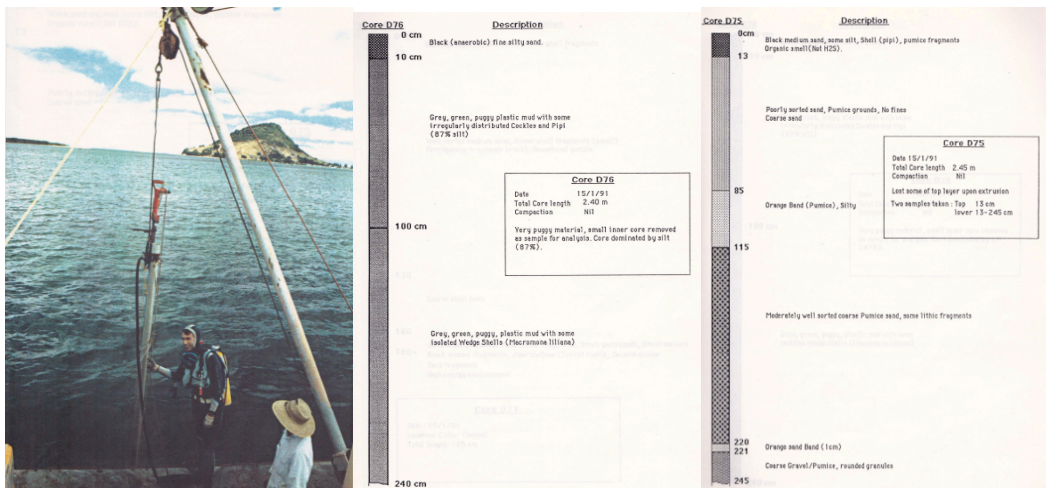 Core D76
Description
0 cm
Black (anaerobic) fine silty sand.
10 cm
Grey, green, puggy plastic mud with some
irregularly distributed Cockles and Pipi
(87% silt)
Core D76
Date 15/1/91
Total Core length 2.40 m
Compaction Nil
Very puggy material, small inner core removed
as sample for analysis. Core dominated by silt
(87%).
100 cm
Grey, green, puggy, plastic mud with some
isolated Wedge Shells (Macromona liliana)
240 cm
Core D75
Description
0cm
Black medium sand, some silt, Shell (pipi), pumice fragments
Organic smell(Not H2S).
13
Poorly sorted sand, Pumice grounds, No fines
Coarse sand
Core D75
Date 15/1/91
Total Core length 2.45 m
Compaction Nil
Lost some of top layer upon extrusion
Two samples taken : Top 13 cm
lower 13-245 cm
85
Orange Band (Pumice), Silty
115
Moderately well sorted coarse Pumice sand, some lithic fragments
220
Orange sand Band (1cm)
221
Coarse Gravel/Pumice, rounded granules
245